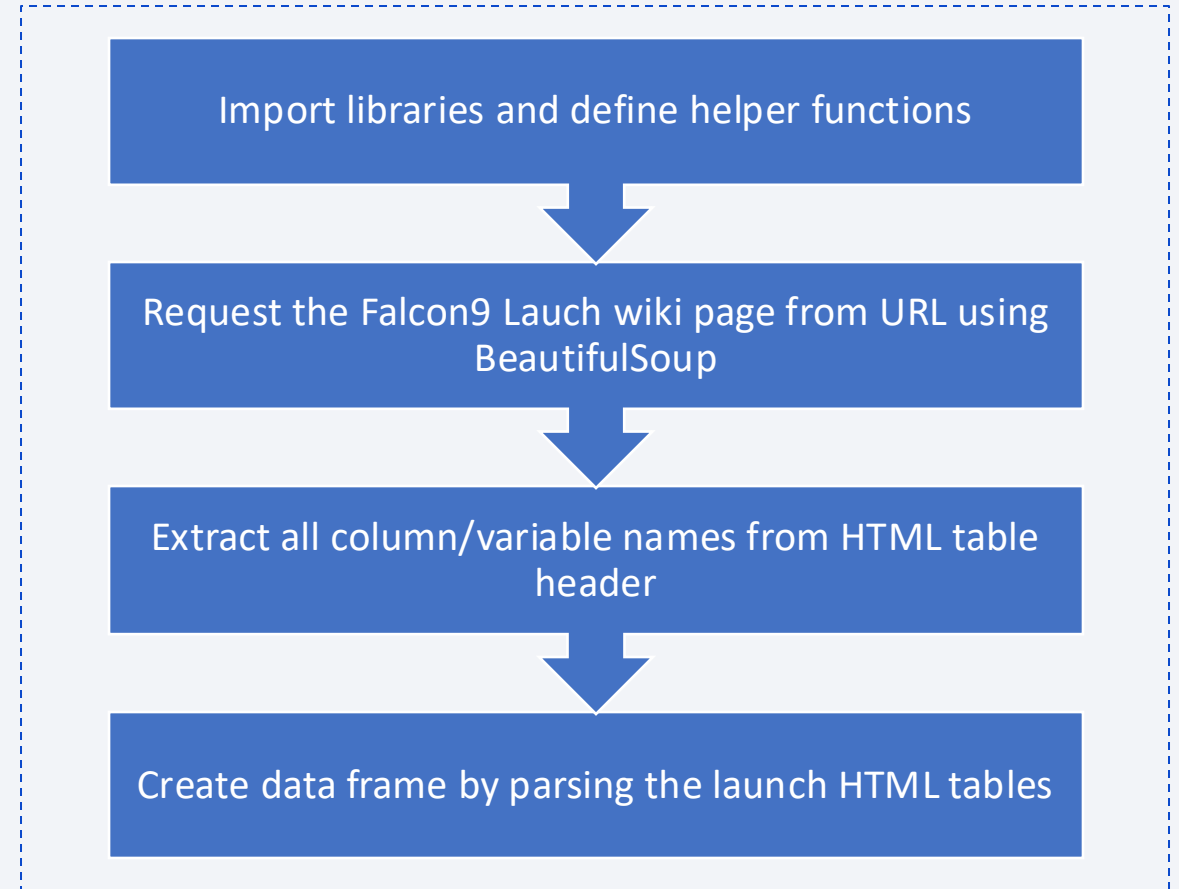 Import libraries and define helper functions
Request the Falcon9 Lauch wiki page from URL using
BeautifulSoup
Extract all column/variable names from HTML table
header
Create data frame by parsing the launch HTML tables